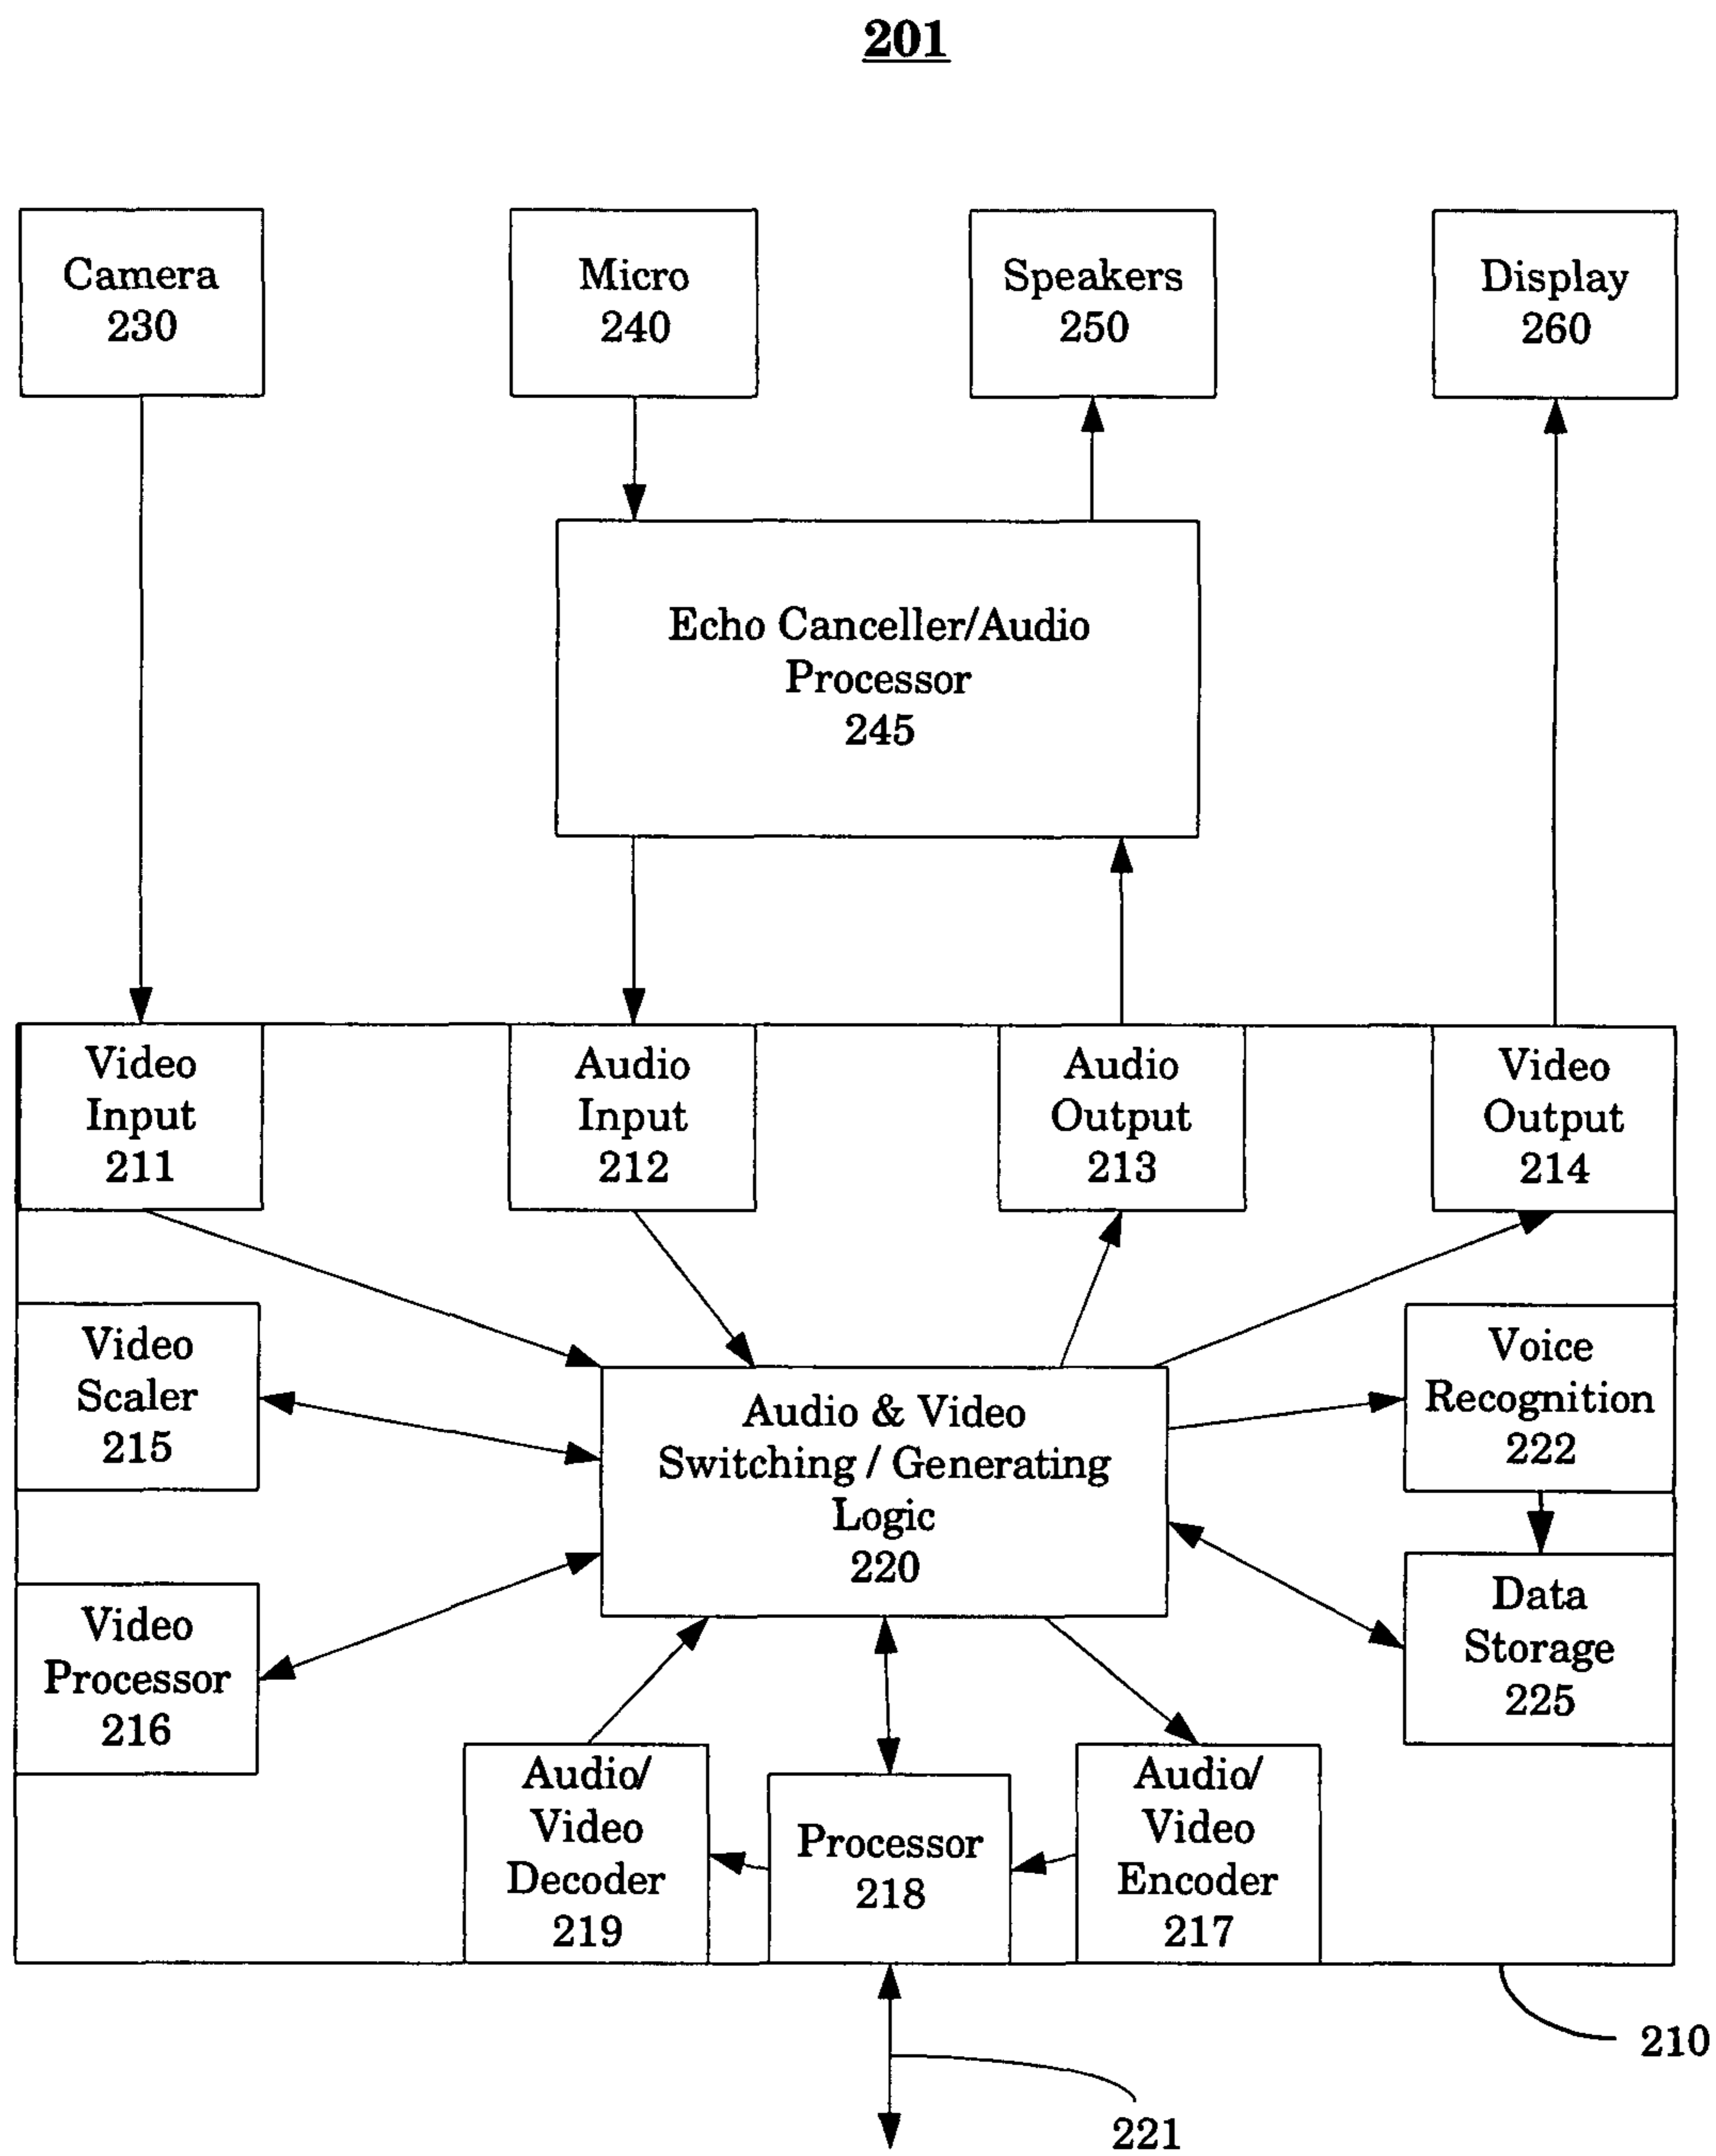 201
Camera
230
Micro
240
Speakers
250
Display
260
Echo Canceller/Audio
Processor
245
Video
Input
211
Audio
Input
212
Audio
Output
213
Video
Output
214
Video
Scaler
215
Audio & Video
Switching / Generating
Logic
220
Voice
Recognition
222
Video
Processor
216
Data
Storage
225
Audio/
Video
Decoder
219
Processor
218
Audio/
Video
Encoder
217
210
221